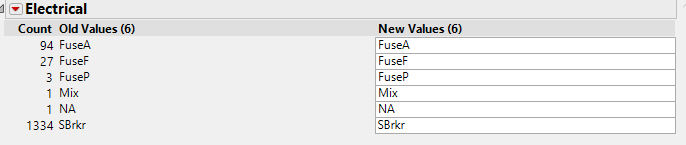 Electrical
Count Old Values (6) New Values (6)
94 FuseA FuseA
27 FuseF FuseF
3 FuseP FuseP
1 Mix Mix
1 NA NA
1334 SBrkr SBrkr